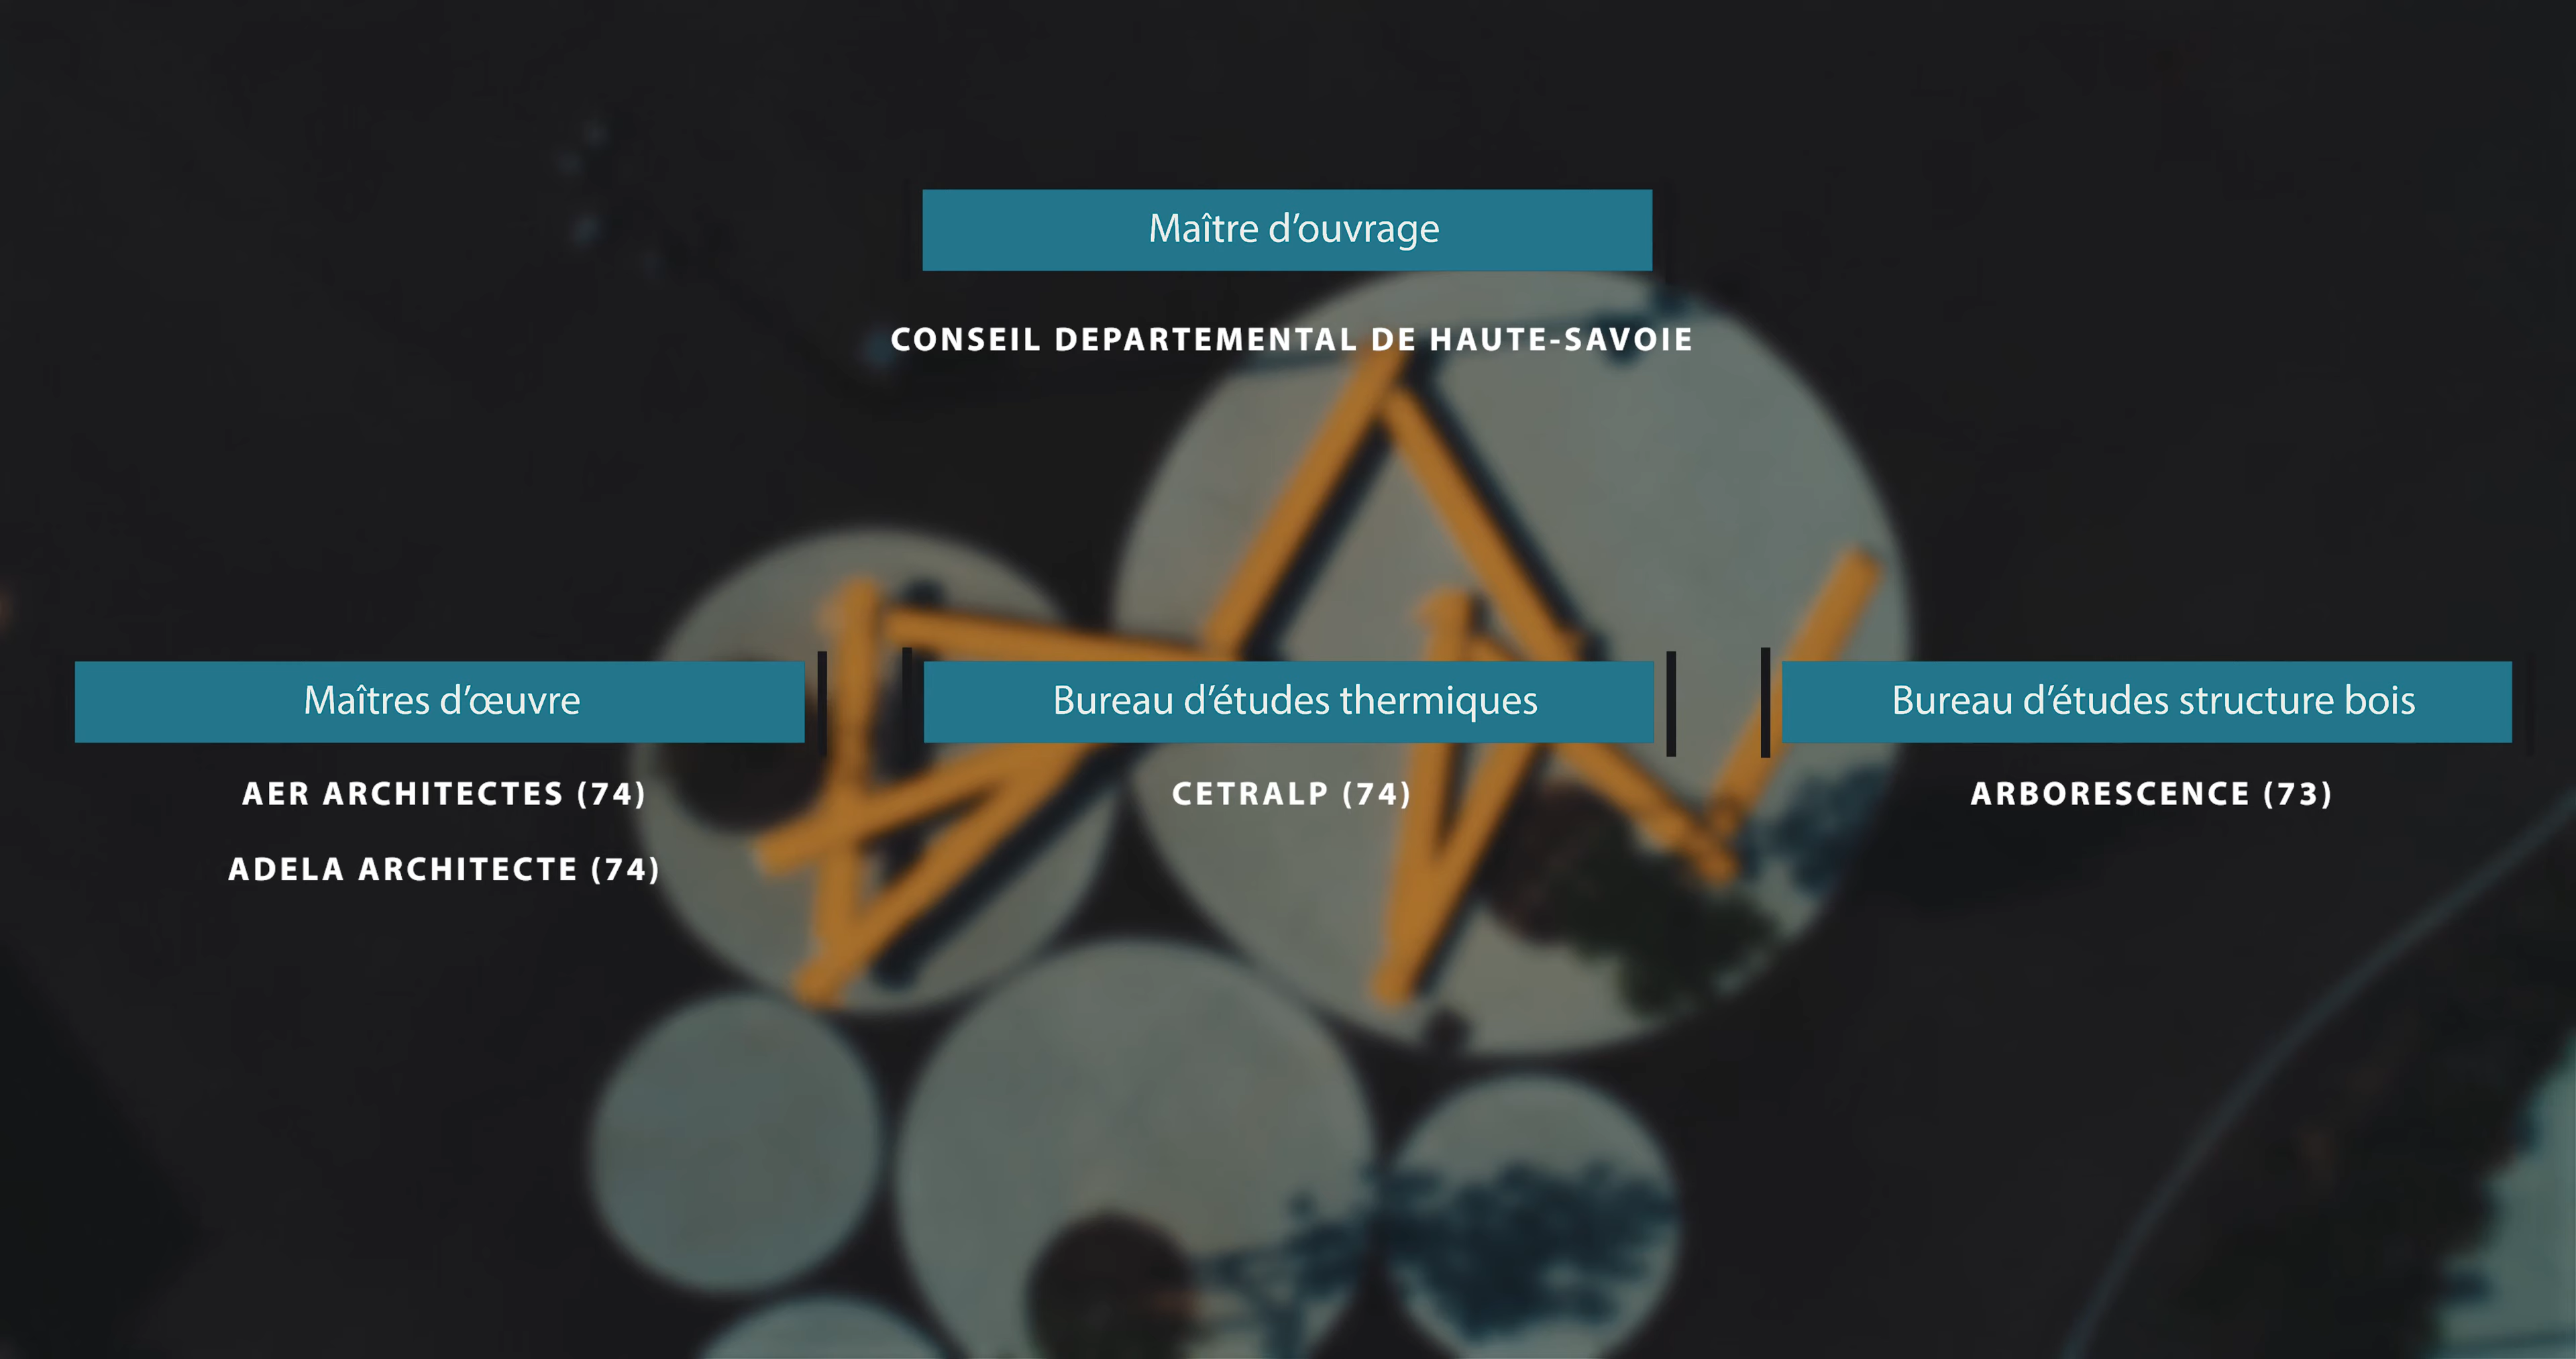 Maître d’ouvrage
CONSEIL DEPARTEMENTAL DE HAUTE-SAVOIE
Maîtres d’œuvre
AER ARCHITECTES (74)
ADELA ARCHITECTE (74)
Bureau d’études thermiques
CETRALP (74)
Bureau d’études structure bois
ARBORESCENCE (73)